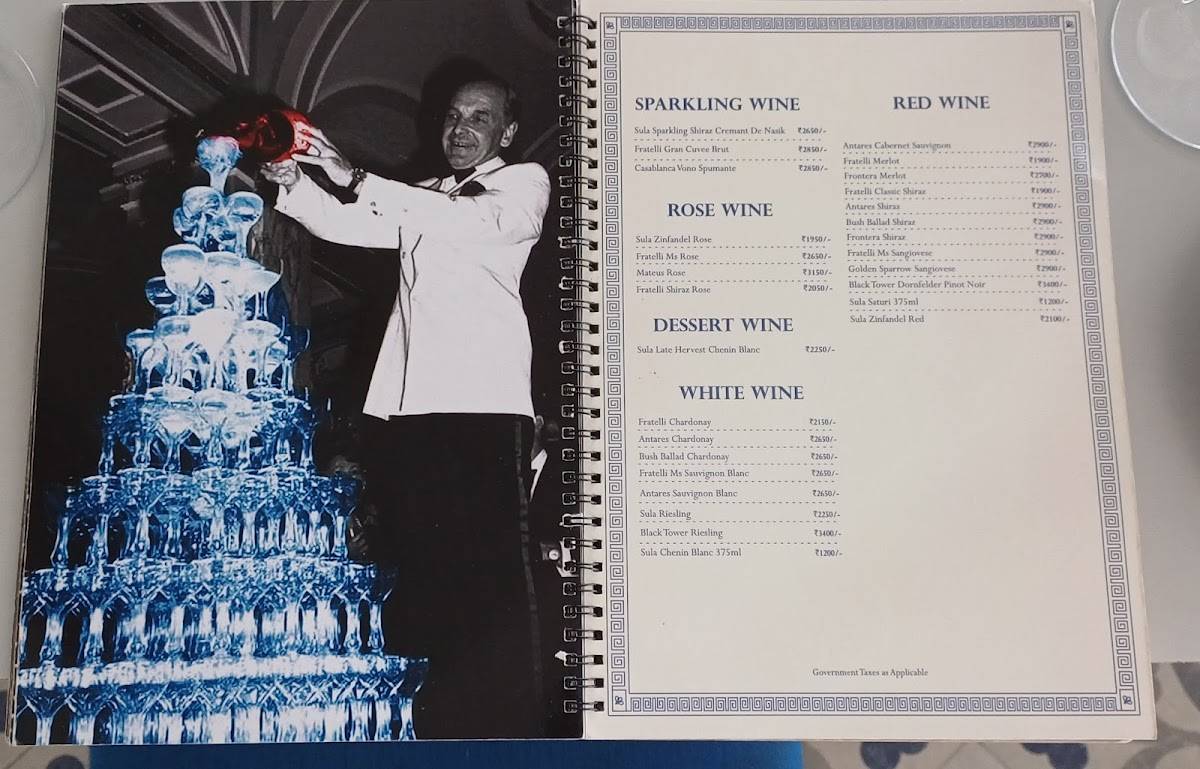 SPARKLING WINE
Sula Sparkling Shiraz Cremant De Nasik ₹2650/-
Fratelli Gran Cuvee Brut ₹2850/-
Casablanca Vono Spumante ₹2850/-
ROSE WINE
Sula Zinfandel Rose ₹1950/-
Fratelli Ms Rose ₹2650/-
Mateus Rose ₹3150/-
Fratelli Shiraz Rose ₹2050/-
DESSERT WINE
Sula Late Hervest Chenin Blanc ₹2250/-
WHITE WINE
Fratelli Chardonay ₹2150/-
Antares Chardonay ₹2650/-
Bush Ballad Chardonay ₹2650/-
Fratelli Ms Sauvignon Blanc ₹2650/-
Antares Sauvignon Blanc ₹2650/-
Sula Riesling ₹2250/-
Black Tower Riesling ₹3400/-
Sula Chenin Blanc 375ml ₹1200/-
RED WINE
Antares Cabernet Sauvignon ₹2900/-
Fratelli Merlot ₹1900/-
Frontera Merlot ₹2700/-
Fratelli Classic Shiraz ₹1900/-
Antares Shiraz ₹2900/-
Bush Ballad Shiraz ₹2900/-
Frontera Shiraz ₹2900/-
Fratelli Ms Sangiovese ₹2900/-
Golden Sparrow Sangiovese ₹2900/-
Black Tower Dornfelder Pinot Noir ₹3400/-
Sula Saturi 375ml ₹1200/-
Sula Zinfandel Red ₹2100/-
Government Taxes as Applicable